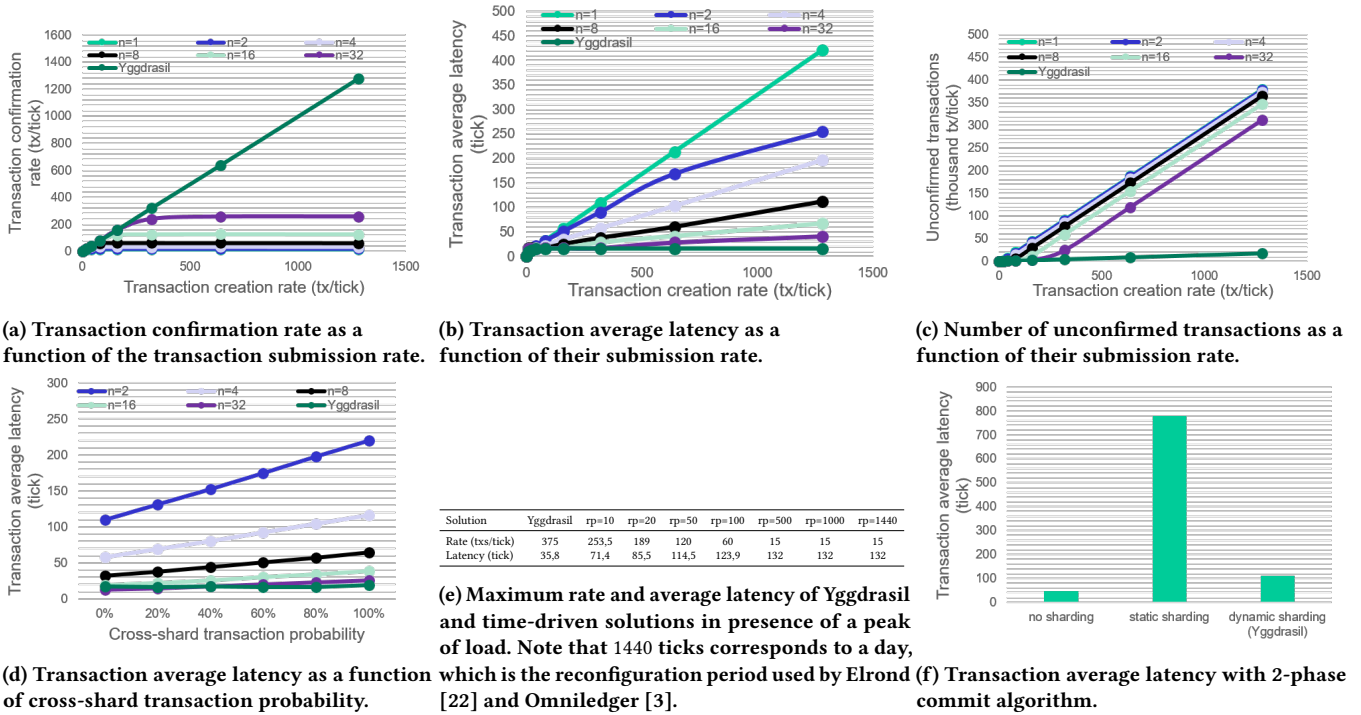 1600
1400
1200
1000
800
600
400
200
0
0 500 1000 1500
n=1 n=2 n=4
n=8 n=16 n=32
Yggdrasil
Transaction confirmation
rate (tx/tick)
Transaction creation rate (tx/tick)
(a) Transaction confirmation rate as a
function of the transaction submission rate.
500
450
400
350
300
250
200
150
100
50
0
0 500 1000 1500
n=1 n=2 n=4
n=8 n=16 n=32
Yggdrasil
Transaction average latency
(tick)
Transaction creation rate (tx/tick)
(b) Transaction average latency as a
function of their submission rate.
500
450
400
350
300
250
200
150
100
50
0
0 500 1000 1500
n=1 n=2 n=4
n=8 n=16 n=32
Yggdrasil
Unconfirmed transactions
(thousand tx/tick)
Transaction creation rate (tx/tick)
(c) Number of unconfirmed transactions as a
function of their submission rate.
300
250
200
150
100
50
0
0% 20% 40% 60% 80% 100%
n=2 n=4 n=8
n=16 n=32 Yggdrasil
Transaction average latency
(tick)
Cross-shard transaction probability
(d) Transaction average latency as a function
of cross-shard transaction probability.
Solution Yggdrasil rp=10 rp=20 rp=50 rp=100 rp=500 rp=1000 rp=1440
Rate (txs/tick) 375 253,5 189 120 60 15 15 15
Latency (tick) 35,8 71,4 85,5 114,5 123,9 132 132 132
(e) Maximum rate and average latency of Yggdrasil
and time-driven solutions in presence of a peak
of load. Note that 1440 ticks corresponds to a day,
which is the reconfiguration period used by Elrond
[22] and Omniledger [3].
900
800
700
600
500
400
300
200
100
0
Transaction average latency
(tick)
no sharding static sharding dynamic sharding
(Yggdrasil)
(f) Transaction average latency with 2-phase
commit algorithm.